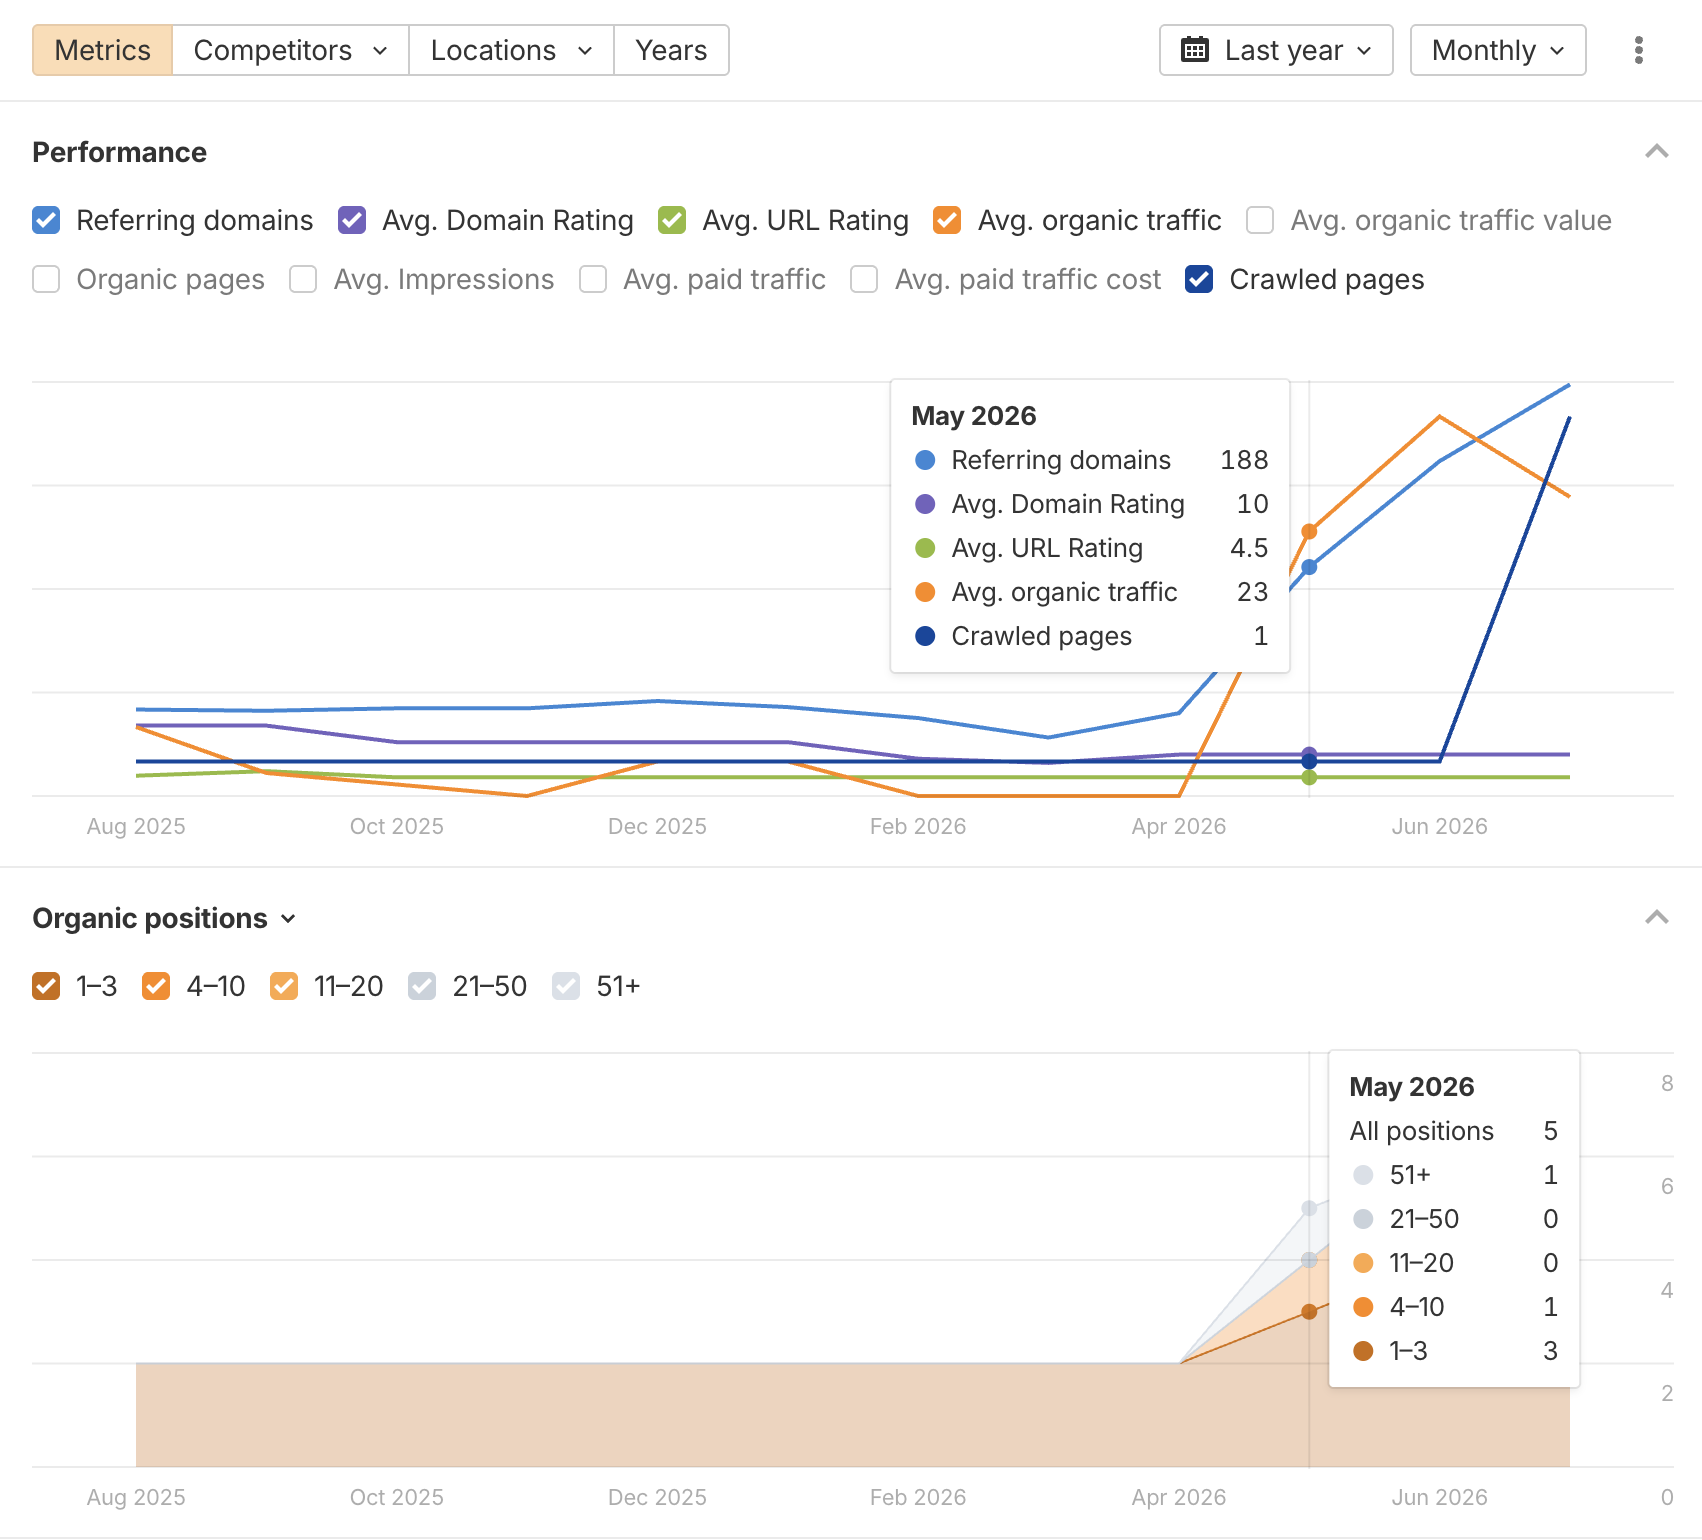 Metrics Competitors Locations Years Last year Monthly
Performance
Referring domains Avg. Domain Rating Avg. URL Rating Avg. organic traffic Avg. organic traffic value
Organic pages Avg. Impressions Avg. paid traffic Avg. paid traffic cost Crawled pages
May 2026
Referring domains 188
Avg. Domain Rating 10
Avg. URL Rating 4.5
Avg. organic traffic 23
Crawled pages 1
Aug 2025 Oct 2025 Dec 2025 Feb 2026 Apr 2026 Jun 2026
Organic positions
1–3 4–10 11–20 21–50 51+
May 2026
All positions 5
51+ 1
21–50 0
11–20 0
4–10 1
1–3 3
8
6
4
2
Aug 2025 Oct 2025 Dec 2025 Feb 2026 Apr 2026 Jun 2026 0